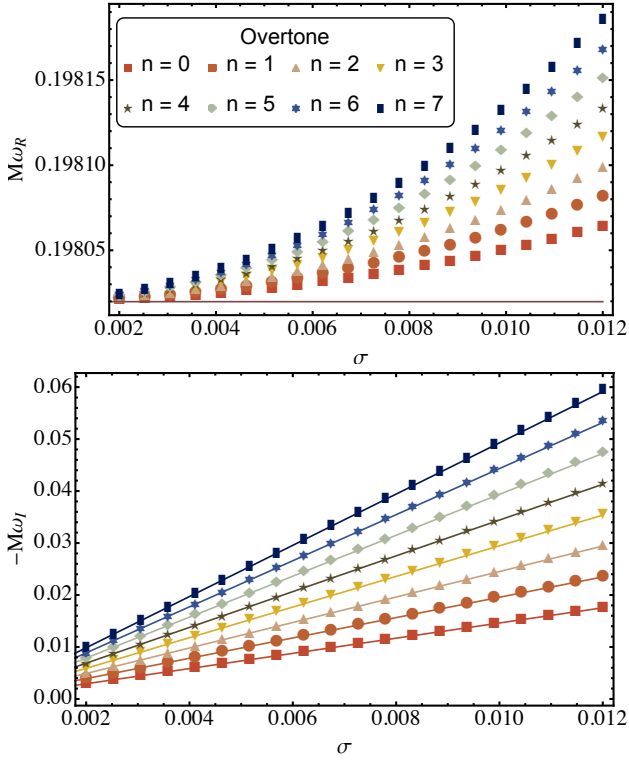 Overtone
n = 0 n = 1 n = 2 n = 3
n = 4 n = 5 n = 6 n = 7
0.19815
0.19810
0.19805
Mω_R
0.002 0.004 0.006 0.008 0.010 0.012
σ
0.06
0.05
0.04
0.03
0.02
0.01
0.00
−Mω_I
0.002 0.004 0.006 0.008 0.010 0.012
σ